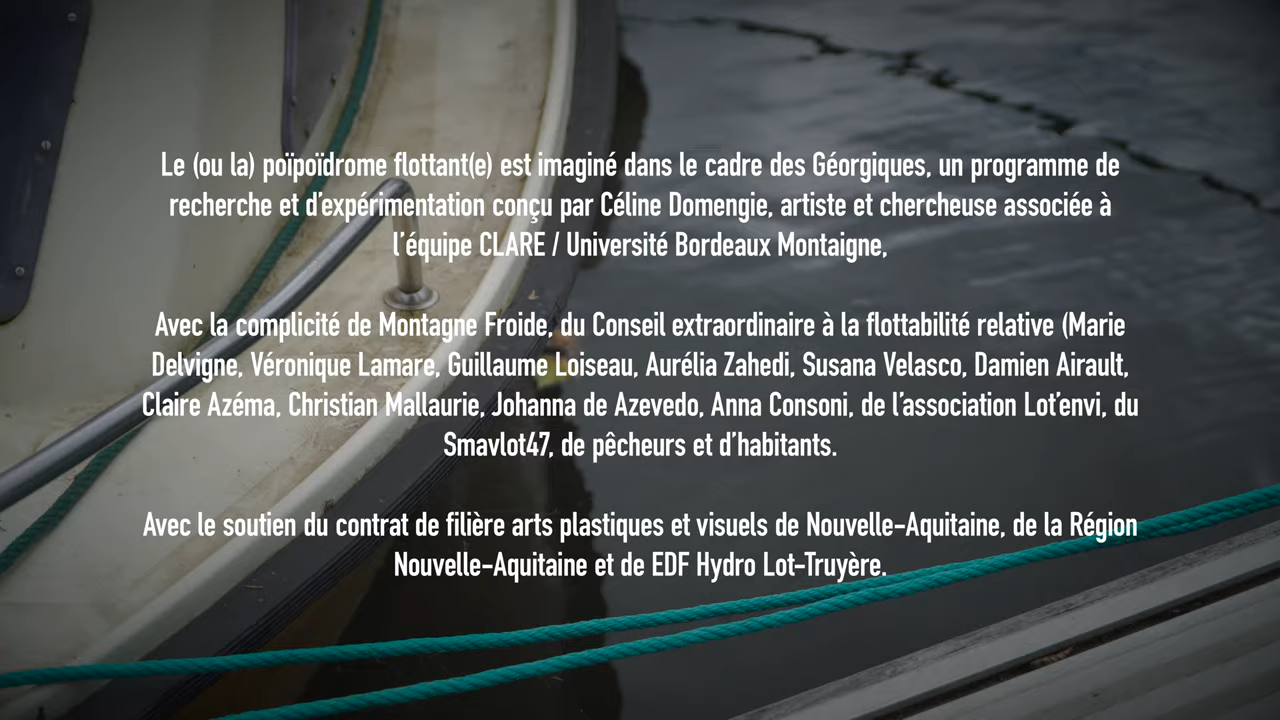 Le (ou la) poïpoïdrome flottant(e) est imaginé dans le cadre des Géorgiques, un programme de
recherche et d'expérimentation conçu par Céline Domengie, artiste et chercheuse associée à
l'équipe CLARE / Université Bordeaux Montaigne,
Avec la complicité de Montagne Froide, du Conseil extraordinaire à la flottabilité relative (Marie
Delvigne, Véronique Lamare, Guillaume Loiseau, Aurélia Zahedi, Susana Velasco, Damien Airault,
Claire Azéma, Christian Mallaurie, Johanna de Azevedo, Anna Consoni, de l'association Lot'envi, du
Smavlot47, de pêcheurs et d'habitants.
Avec le soutien du contrat de filière arts plastiques et visuels de Nouvelle-Aquitaine, de la Région
Nouvelle-Aquitaine et de EDF Hydro Lot-Truyère.